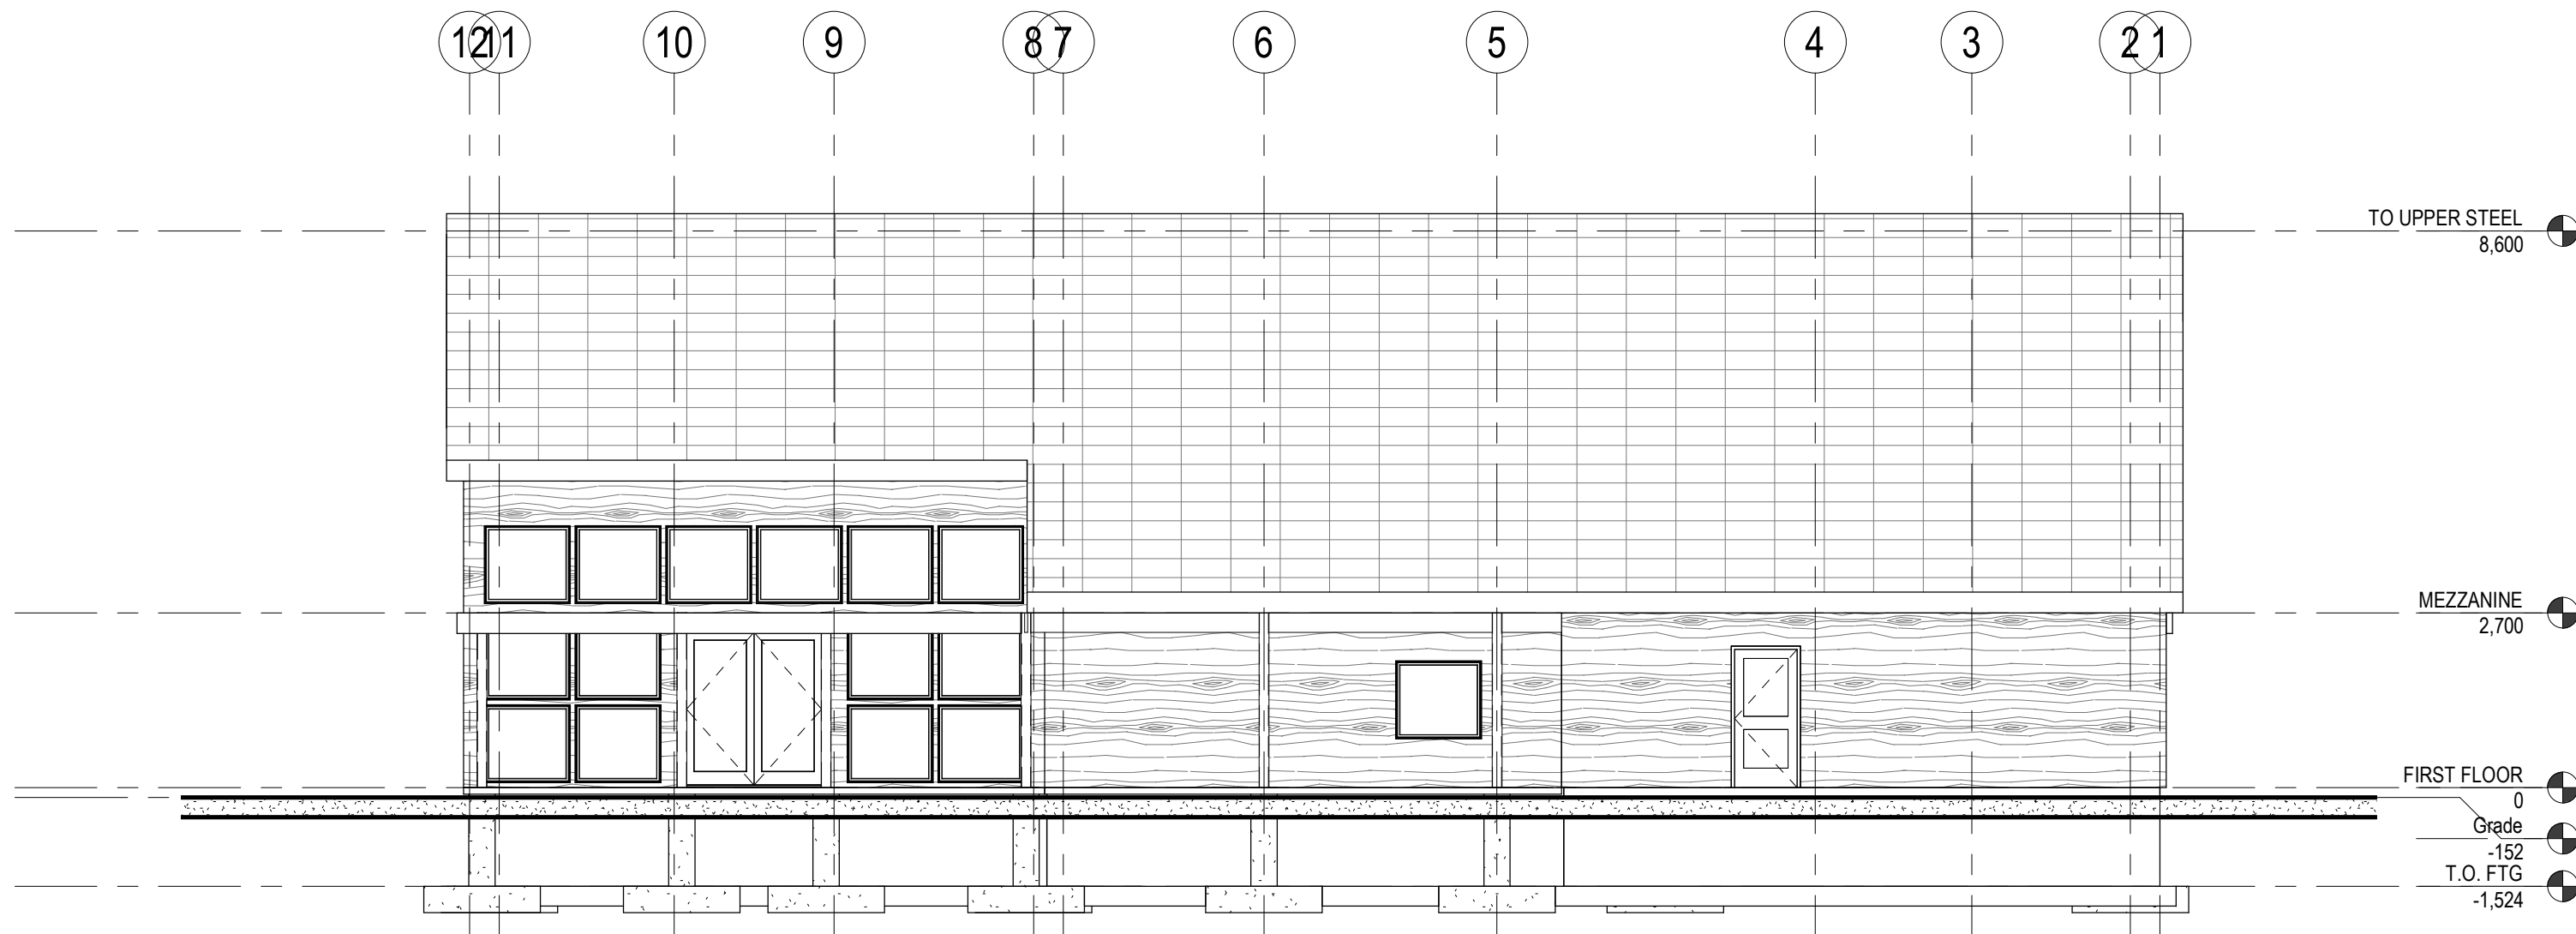 12 11 10 9 8 7 6 5 4 3 2 1
TO UPPER STEEL
8,600
MEZZANINE
2,700
FIRST FLOOR
0
Grade
-152
T.O. FTG
-1,524